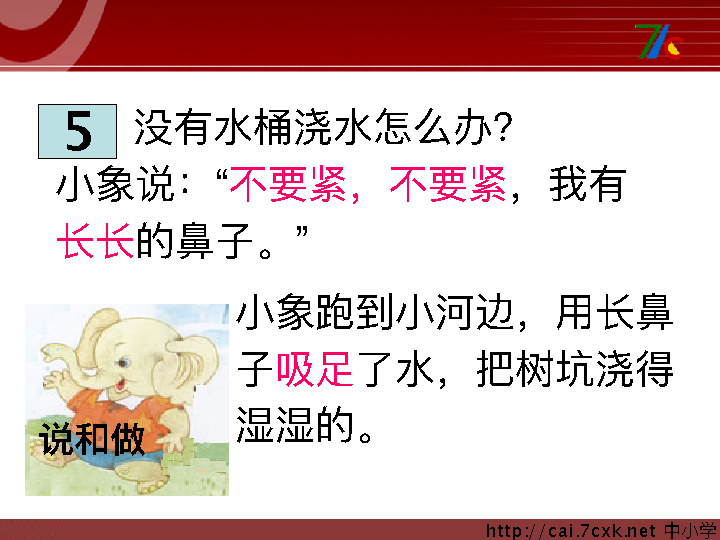 5 没有水桶浇水怎么办?
小象说：“不要紧，不要紧，我有
长长的鼻子。”
小象跑到小河边，用长鼻
子吸足了水，把树坑浇得
湿湿的。
说和做
http://cai.7cxk.net 中小学
7c